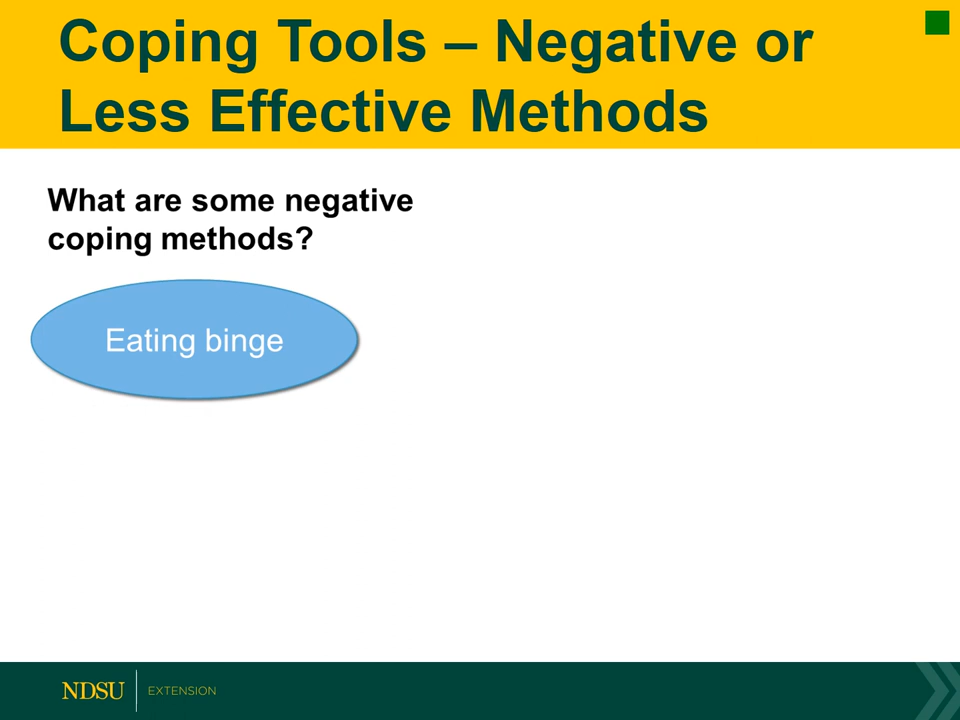 Coping Tools – Negative or
Less Effective Methods
What are some negative
coping methods?
Eating binge
NDSU
EXTENSION